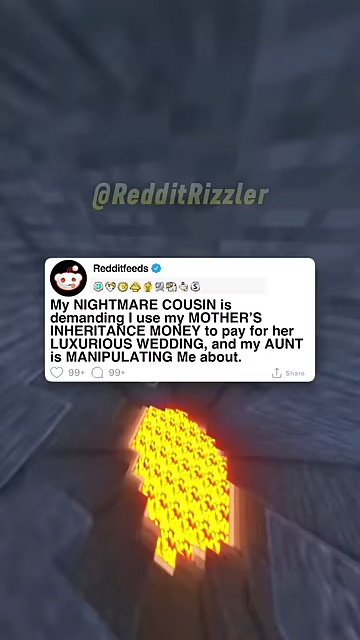 @RedditRizzler
Redditfeeds
My NIGHTMARE COUSIN is
demanding I use my MOTHER'S
INHERITANCE MONEY to pay for her
LUXURIOUS WEDDING, and my AUNT
is MANIPULATING Me about.
99+ 99+ Share